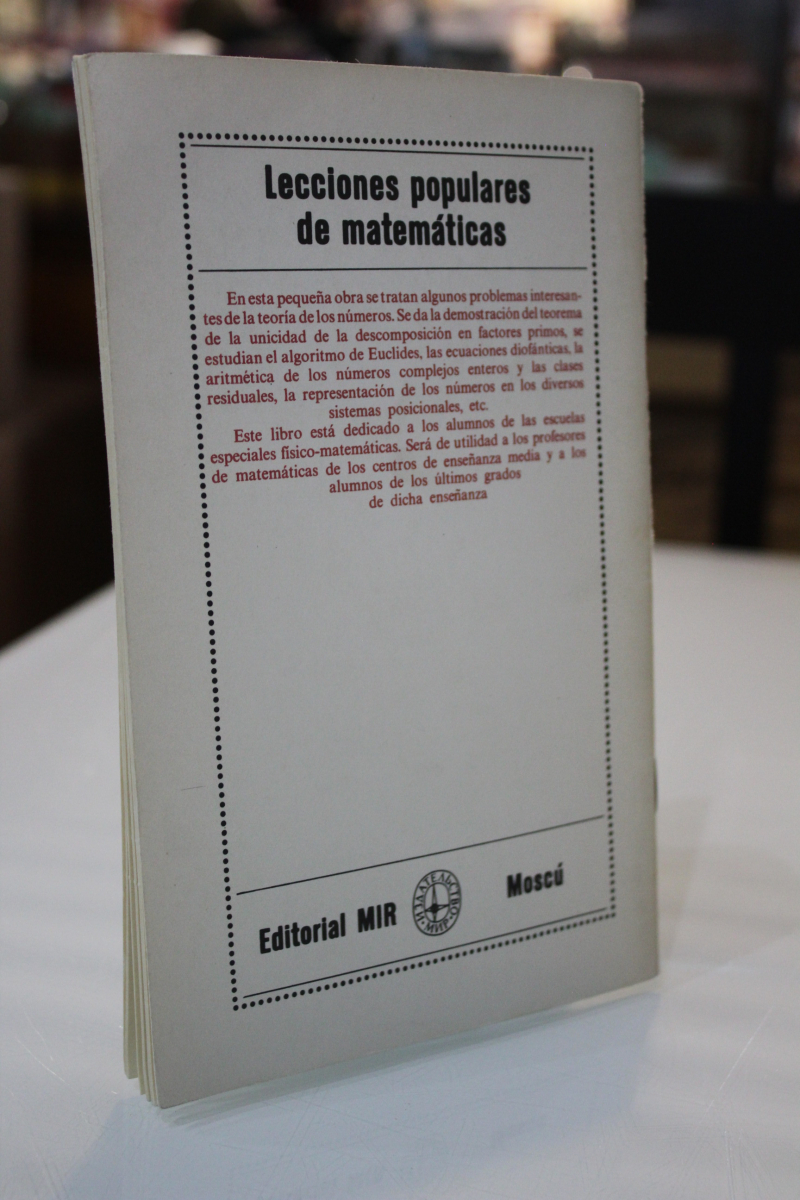 Lecciones populares
de matemáticas
En esta pequeña obra se tratan algunos problemas interesan-
tes de la teoría de los números. Se da la demostración del teorema
de la unicidad de la descomposición en factores primos, se
estudian el algoritmo de Euclides, las ecuaciones diofánticas, la
aritmética de los números complejos enteros y las clases
residuales, la representación de los números en los diversos
sistemas posicionales, etc.
Este libro está dedicado a los alumnos de las escuelas
especiales físico-matemáticas. Será de utilidad a los profesores
de matemáticas de los centros de enseñanza media y a los
alumnos de los últimos grados
de dicha enseñanza
Editorial MIR
ИЗДАТЕЛЬСТВО
МИР
Moscú